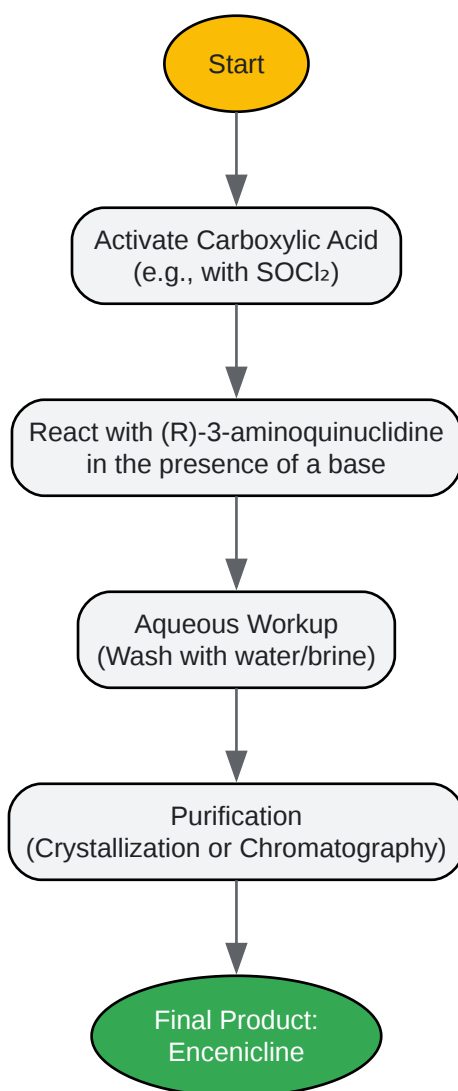 Start
Activate Carboxylic Acid
(e.g., with SOCl₂)
React with (R)-3-aminoquinuclidine
in the presence of a base
Aqueous Workup
(Wash with water/brine)
Purification
(Crystallization or Chromatography)
Final Product:
Encenicline